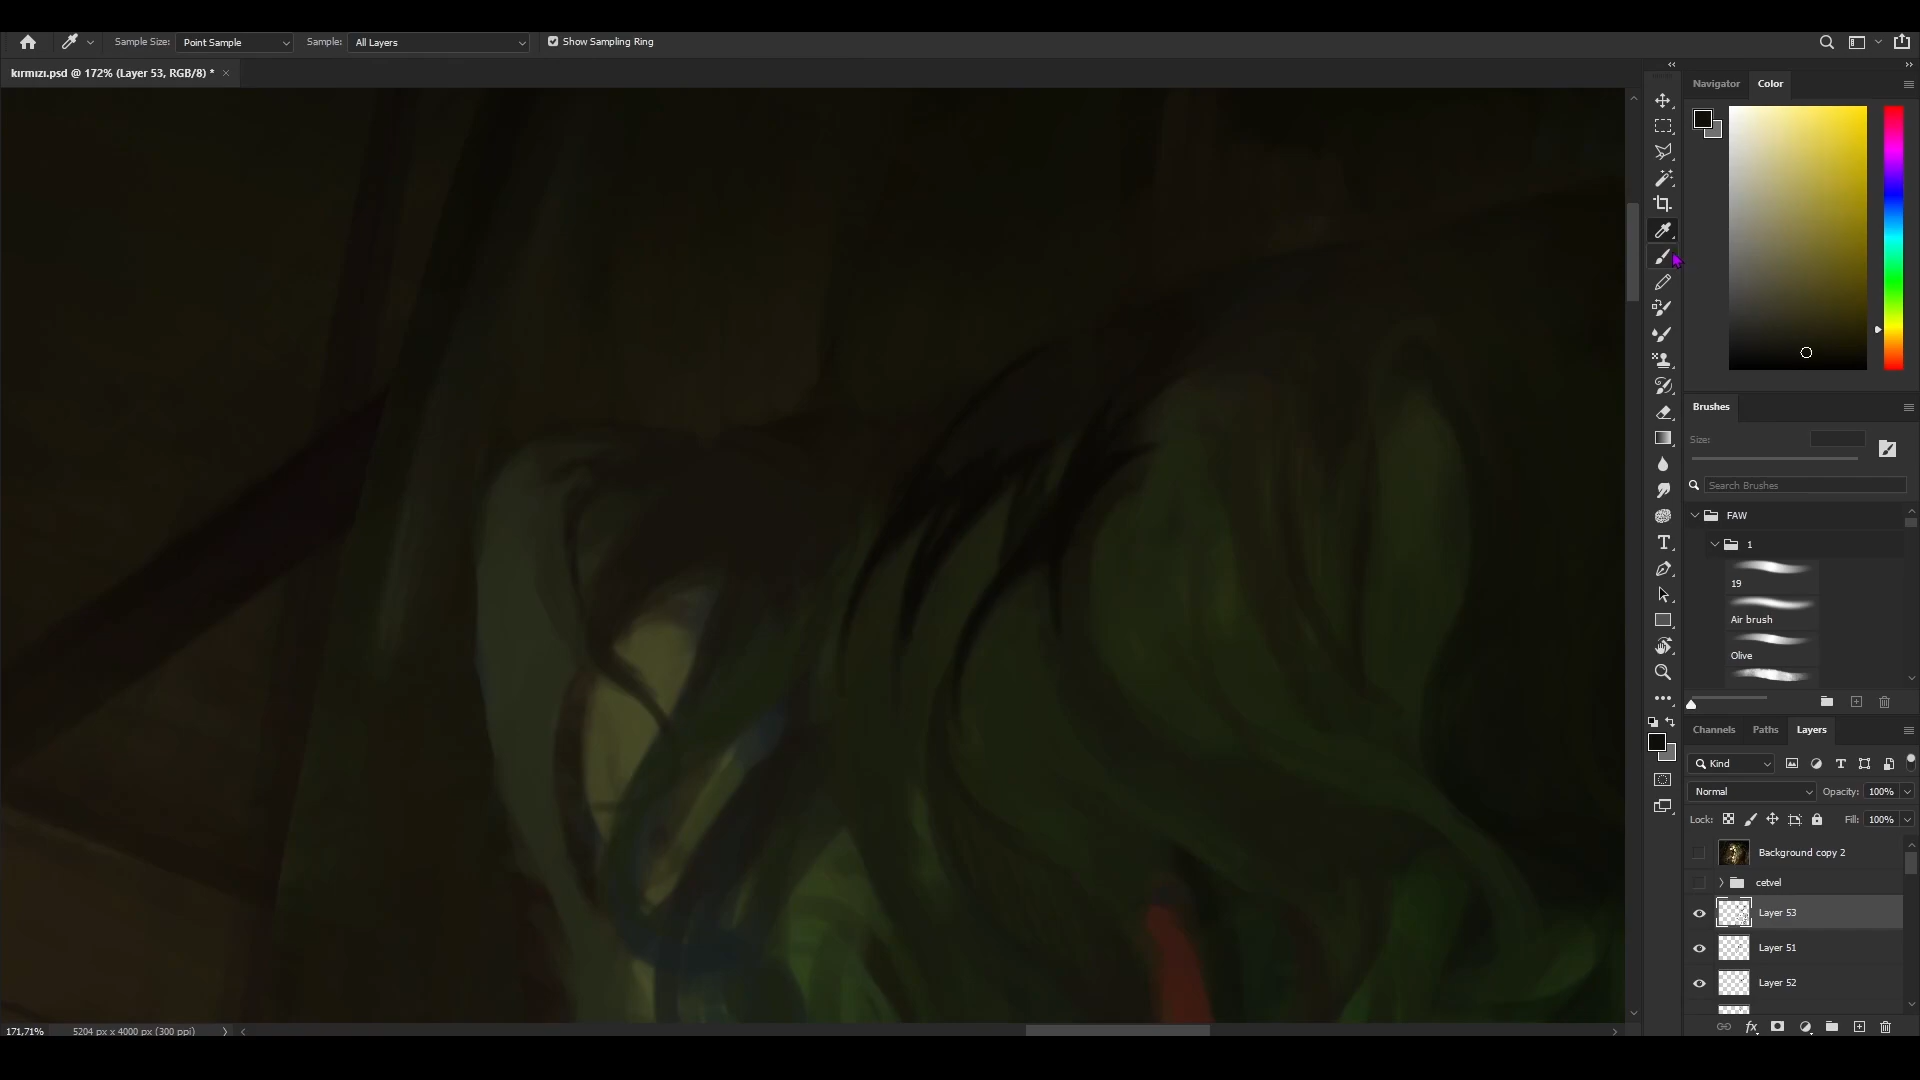 Sample Size: Point Sample Sample: All Layers Show Sampling Ring
kırmızı.psd @ 172% (Layer 53, RGB/8) * ×
Navigator Color
Brushes
Size:
Search Brushes
FAW
1
19
Air brush
Olive
Channels Paths Layers
Kind
Normal Opacity: 100%
Lock: Fill: 100%
Background copy 2
cetvel
Layer 53
Layer 51
Layer 52
171,71% 5204 px x 4000 px (300 ppi)